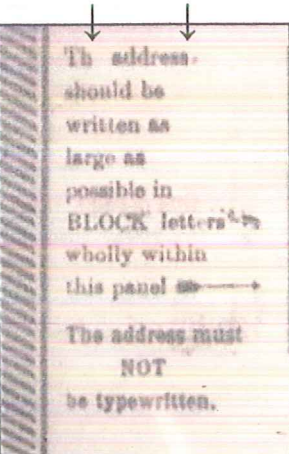 Th address
should be
written as
large as
possible in
BLOCK letters
wholly within
this panel
The address must
NOT
be typewritten.